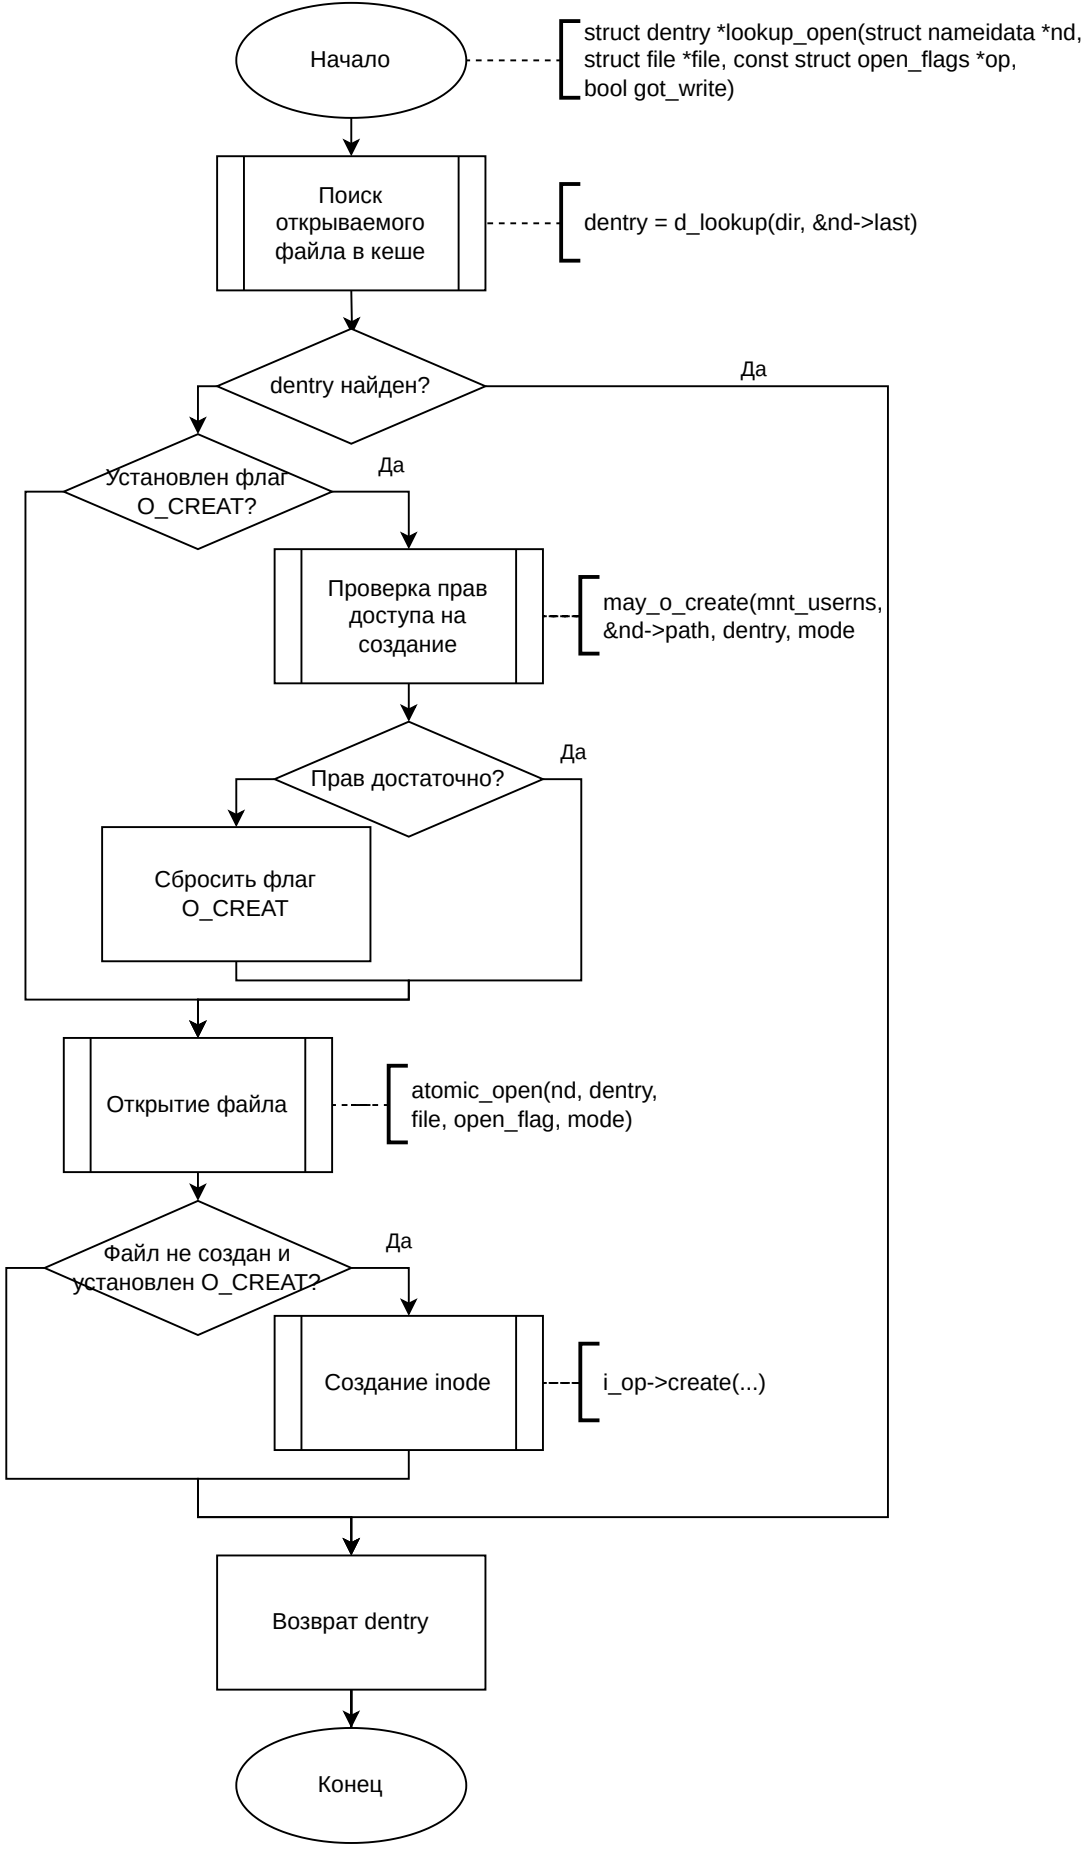 Начало
struct dentry *lookup_open(struct nameidata *nd,
struct file *file, const struct open_flags *op,
bool got_write)
Поиск
открываемого
файла в кеше
dentry = d_lookup(dir, &nd->last)
dentry найден?
Да
Установлен флаг
O_CREAT?
Да
Проверка прав
доступа на
создание
may_o_create(mnt_userns,
&nd->path, dentry, mode
Прав достаточно?
Да
Сбросить флаг
O_CREAT
Открытие файла
atomic_open(nd, dentry,
file, open_flag, mode)
Файл не создан и
установлен O_CREAT?
Да
Создание inode
i_op->create(...)
Возврат dentry
Конец